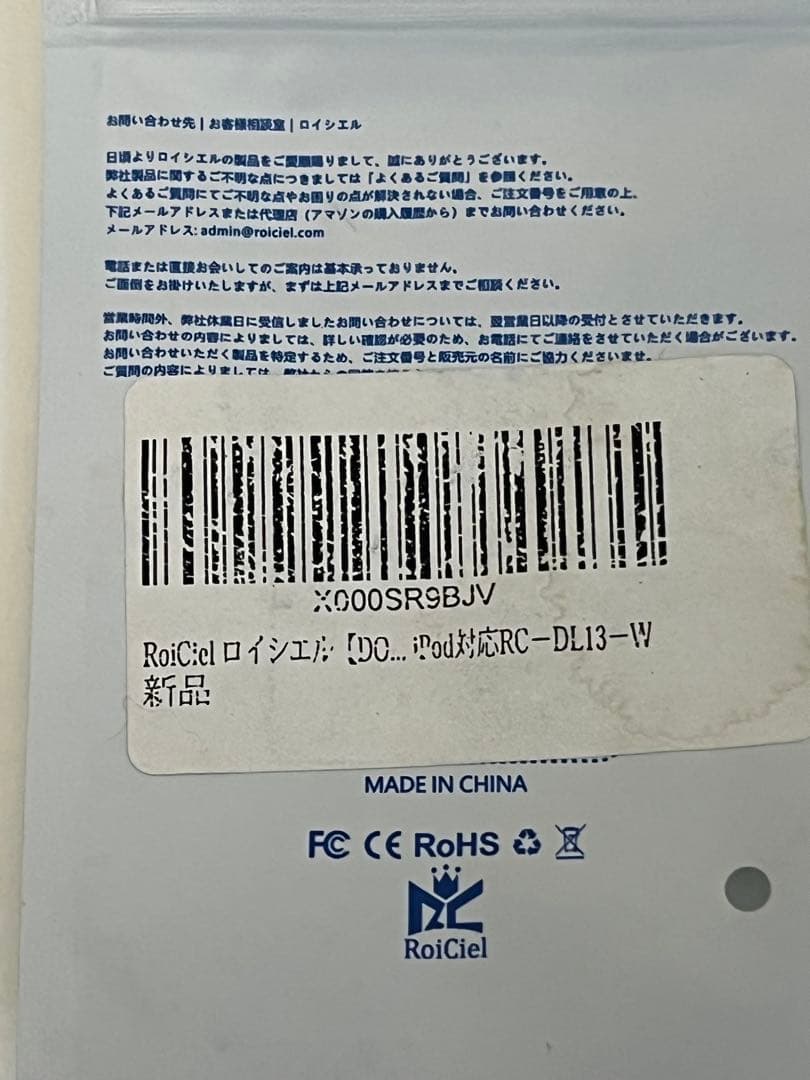 お問い合わせ先 | お客様相談室 | ロイシエル
日頃よりロイシエルの製品をご愛顧賜りまして、誠にありがとうございます。
弊社製品に関するご不明な点につきましては「よくあるご質問」を参照ください。
よくあるご質問にてご不明な点やお困りの点が解決されない場合、ご注文番号をご用意の上、
下記メールアドレスまたは代理店（アマゾンの購入履歴から）までお問い合わせください。
メールアドレス: admin@roiciel.com
電話または直接お会いしてのご案内は基本承っておりません。
ご面倒をお掛けいたしますが、まずは上記メールアドレスまでご相談ください。
営業時間外、弊社休業日に受信しましたお問い合わせについては、翌営業日以降の受付とさせていただきます。
お問い合わせの内容によりましては、詳しい確認が必要のため、お電話にてご連絡をさせていただく場合がございます。
お問い合わせいただく製品を特定するため、ご注文番号と販売元の名前にご協力くださいませ。
ご質問の内容によりましては、
X000SR9BJV
RoiCiel ロイシエル【DO... iPod対応RC－DL13－W
新品
MADE IN CHINA
FC CE RoHS
RoiCiel